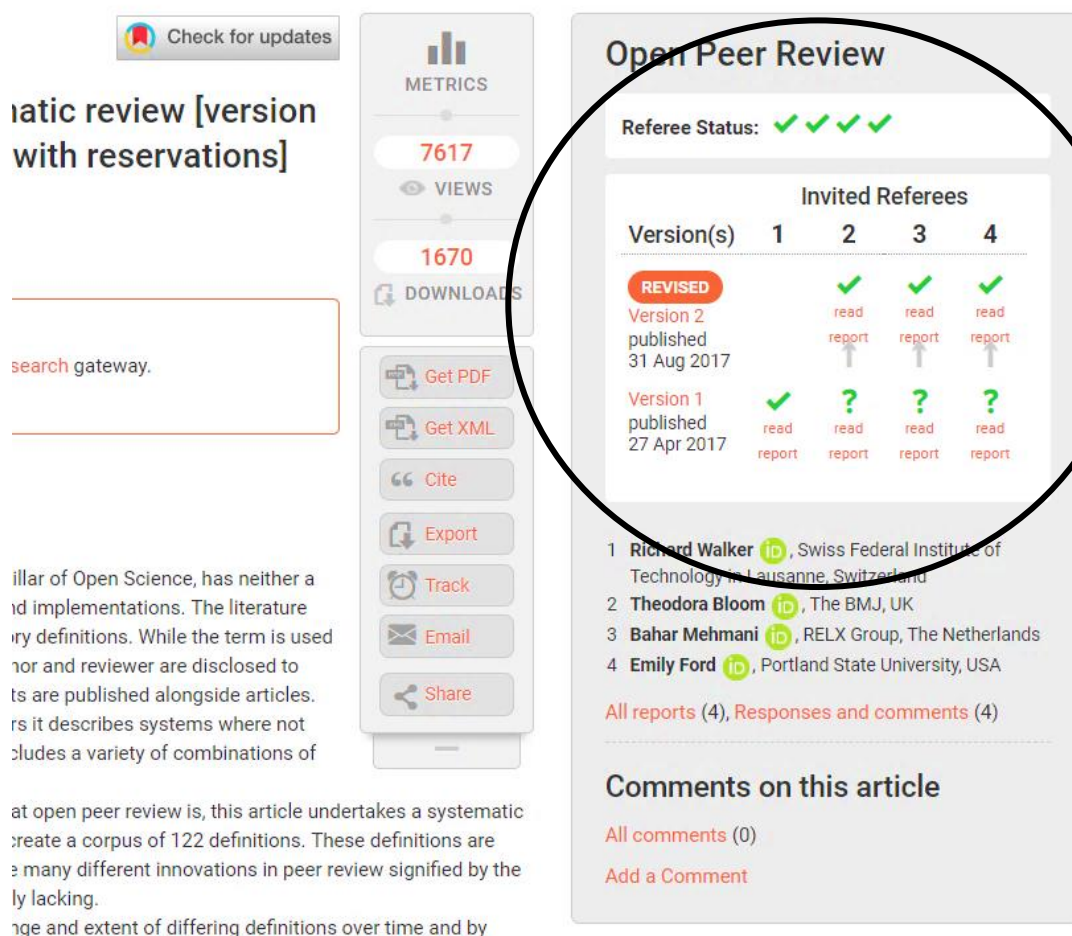 Check for updates
natic review [version
with reservations]
search gateway.
illar of Open Science, has neither a
nd implementations. The literature
ory definitions. While the term is used
nor and reviewer are disclosed to
ts are published alongside articles.
rs it describes systems where not
cludes a variety of combinations of
at open peer review is, this article undertakes a systematic
create a corpus of 122 definitions. These definitions are
e many different innovations in peer review signified by the
ly lacking.
nge and extent of differing definitions over time and by
METRICS
7617
VIEWS
1670
DOWNLOADS
Get PDF
Get XML
Cite
Export
Track
Email
Share
Open Peer Review
Referee Status:
Invited Referees
Version(s) 1 2 3 4
REVISED
Version 2
published
31 Aug 2017
read read read
report report report
Version 1
published
27 Apr 2017
? ? ?
read read read read
report report report report
1 Richard Walker iD, Swiss Federal Institute of
Technology in Lausanne, Switzerland
2 Theodora Bloom iD, The BMJ, UK
3 Bahar Mehmani iD, RELX Group, The Netherlands
4 Emily Ford iD, Portland State University, USA
All reports (4), Responses and comments (4)
Comments on this article
All comments (0)
Add a Comment